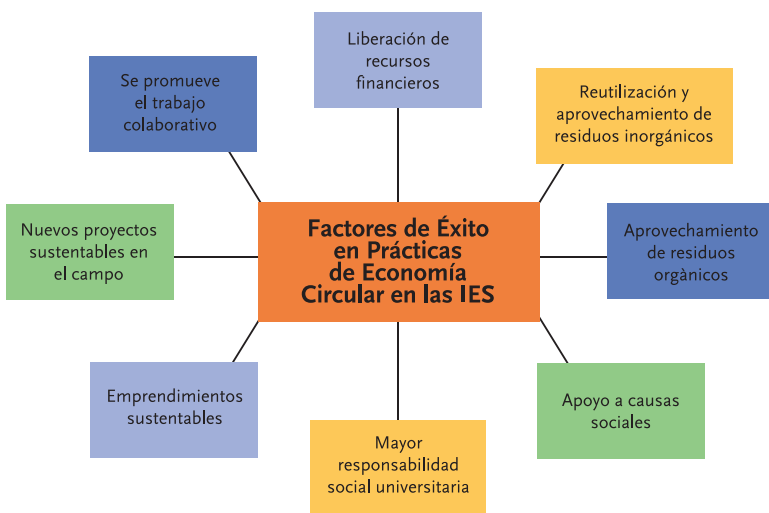 Liberación de
recursos
financieros
Se promueve
el trabajo
colaborativo
Reutilización y
aprovechamiento de
residuos inorgánicos
Nuevos proyectos
sustentables en
el campo
Factores de Éxito
en Prácticas
de Economía
Circular en las IES
Aprovechamiento
de residuos
orgànicos
Emprendimientos
sustentables
Apoyo a causas
sociales
Mayor
responsabilidad
social universitaria